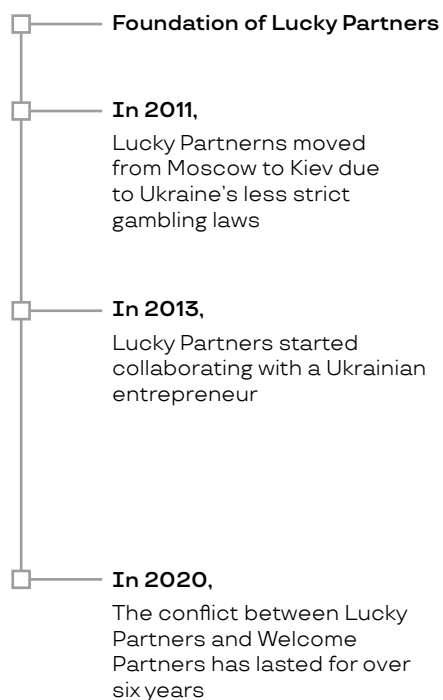 Foundation of Lucky Partners
In 2011,
Lucky Partnerns moved
from Moscow to Kiev due
to Ukraine’s less strict
gambling laws
In 2013,
Lucky Partners started
collaborating with a Ukrainian
entrepreneur
In 2020,
The conflict between Lucky
Partners and Welcome
Partners has lasted for over
six years